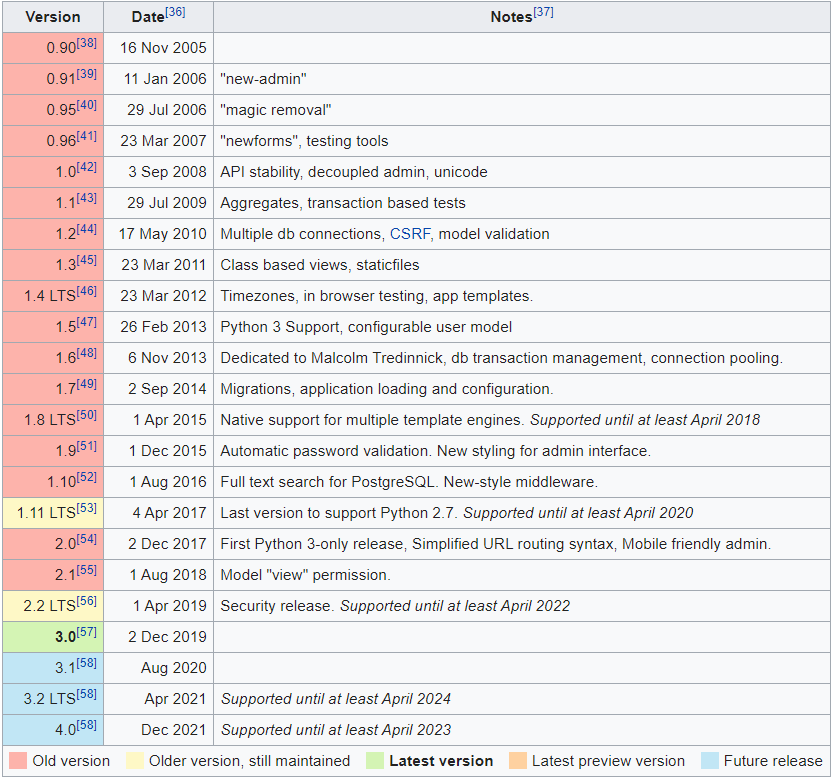 Version Date[36] Notes[37]
0.90[38] 16 Nov 2005
0.91[39] 11 Jan 2006 "new-admin"
0.95[40] 29 Jul 2006 "magic removal"
0.96[41] 23 Mar 2007 "newforms", testing tools
1.0[42] 3 Sep 2008 API stability, decoupled admin, unicode
1.1[43] 29 Jul 2009 Aggregates, transaction based tests
1.2[44] 17 May 2010 Multiple db connections, CSRF, model validation
1.3[45] 23 Mar 2011 Class based views, staticfiles
1.4 LTS[46] 23 Mar 2012 Timezones, in browser testing, app templates.
1.5[47] 26 Feb 2013 Python 3 Support, configurable user model
1.6[48] 6 Nov 2013 Dedicated to Malcolm Tredinnick, db transaction management, connection pooling.
1.7[49] 2 Sep 2014 Migrations, application loading and configuration.
1.8 LTS[50] 1 Apr 2015 Native support for multiple template engines. Supported until at least April 2018
1.9[51] 1 Dec 2015 Automatic password validation. New styling for admin interface.
1.10[52] 1 Aug 2016 Full text search for PostgreSQL. New-style middleware.
1.11 LTS[53] 4 Apr 2017 Last version to support Python 2.7. Supported until at least April 2020
2.0[54] 2 Dec 2017 First Python 3-only release, Simplified URL routing syntax, Mobile friendly admin.
2.1[55] 1 Aug 2018 Model "view" permission.
2.2 LTS[56] 1 Apr 2019 Security release. Supported until at least April 2022
3.0[57] 2 Dec 2019
3.1[58] Aug 2020
3.2 LTS[58] Apr 2021 Supported until at least April 2024
4.0[58] Dec 2021 Supported until at least April 2023
Old version Older version, still maintained Latest version Latest preview version Future release